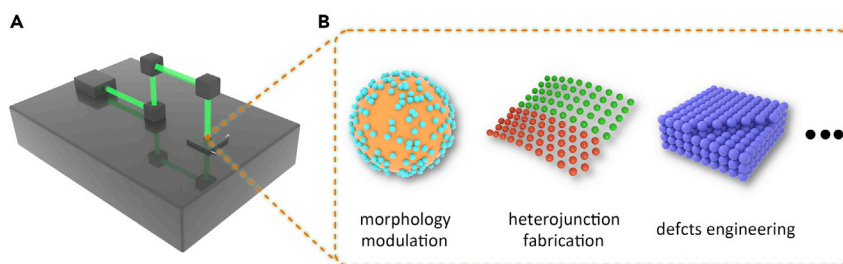 A
B
morphology
modulation
heterojunction
fabrication
defcts engineering